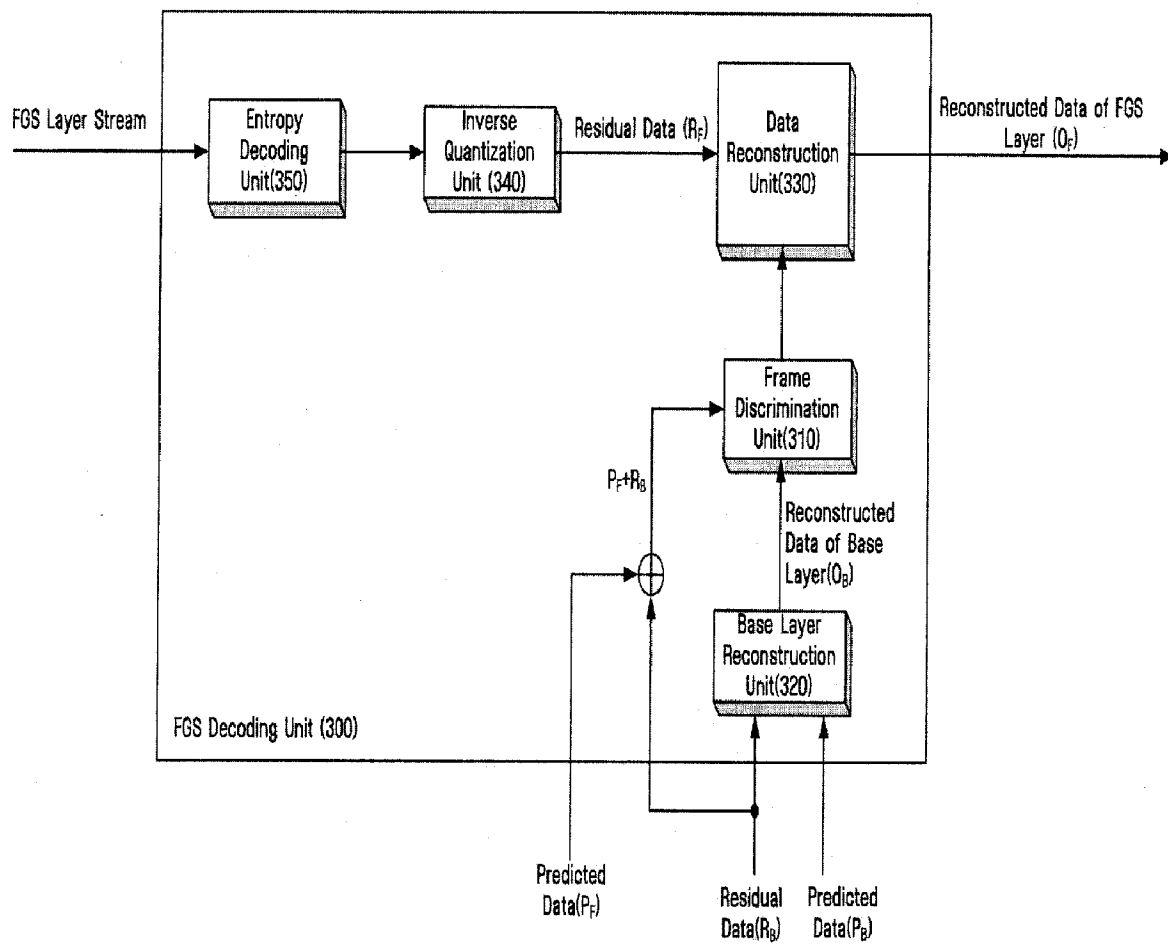 FGS Layer Stream
Entropy
Decoding
Unit(350)
Inverse
Quantization
Unit (340)
Residual Data (RF)
Data
Reconstruction
Unit(330)
Reconstructed Data of FGS
Layer (OF)
Frame
Discrimination
Unit(310)
PF+RB
Reconstructed
Data of Base
Layer(OB)
Base Layer
Reconstruction
Unit(320)
FGS Decoding Unit (300)
Predicted
Data(PF)
Residual
Data(RB)
Predicted
Data(PB)